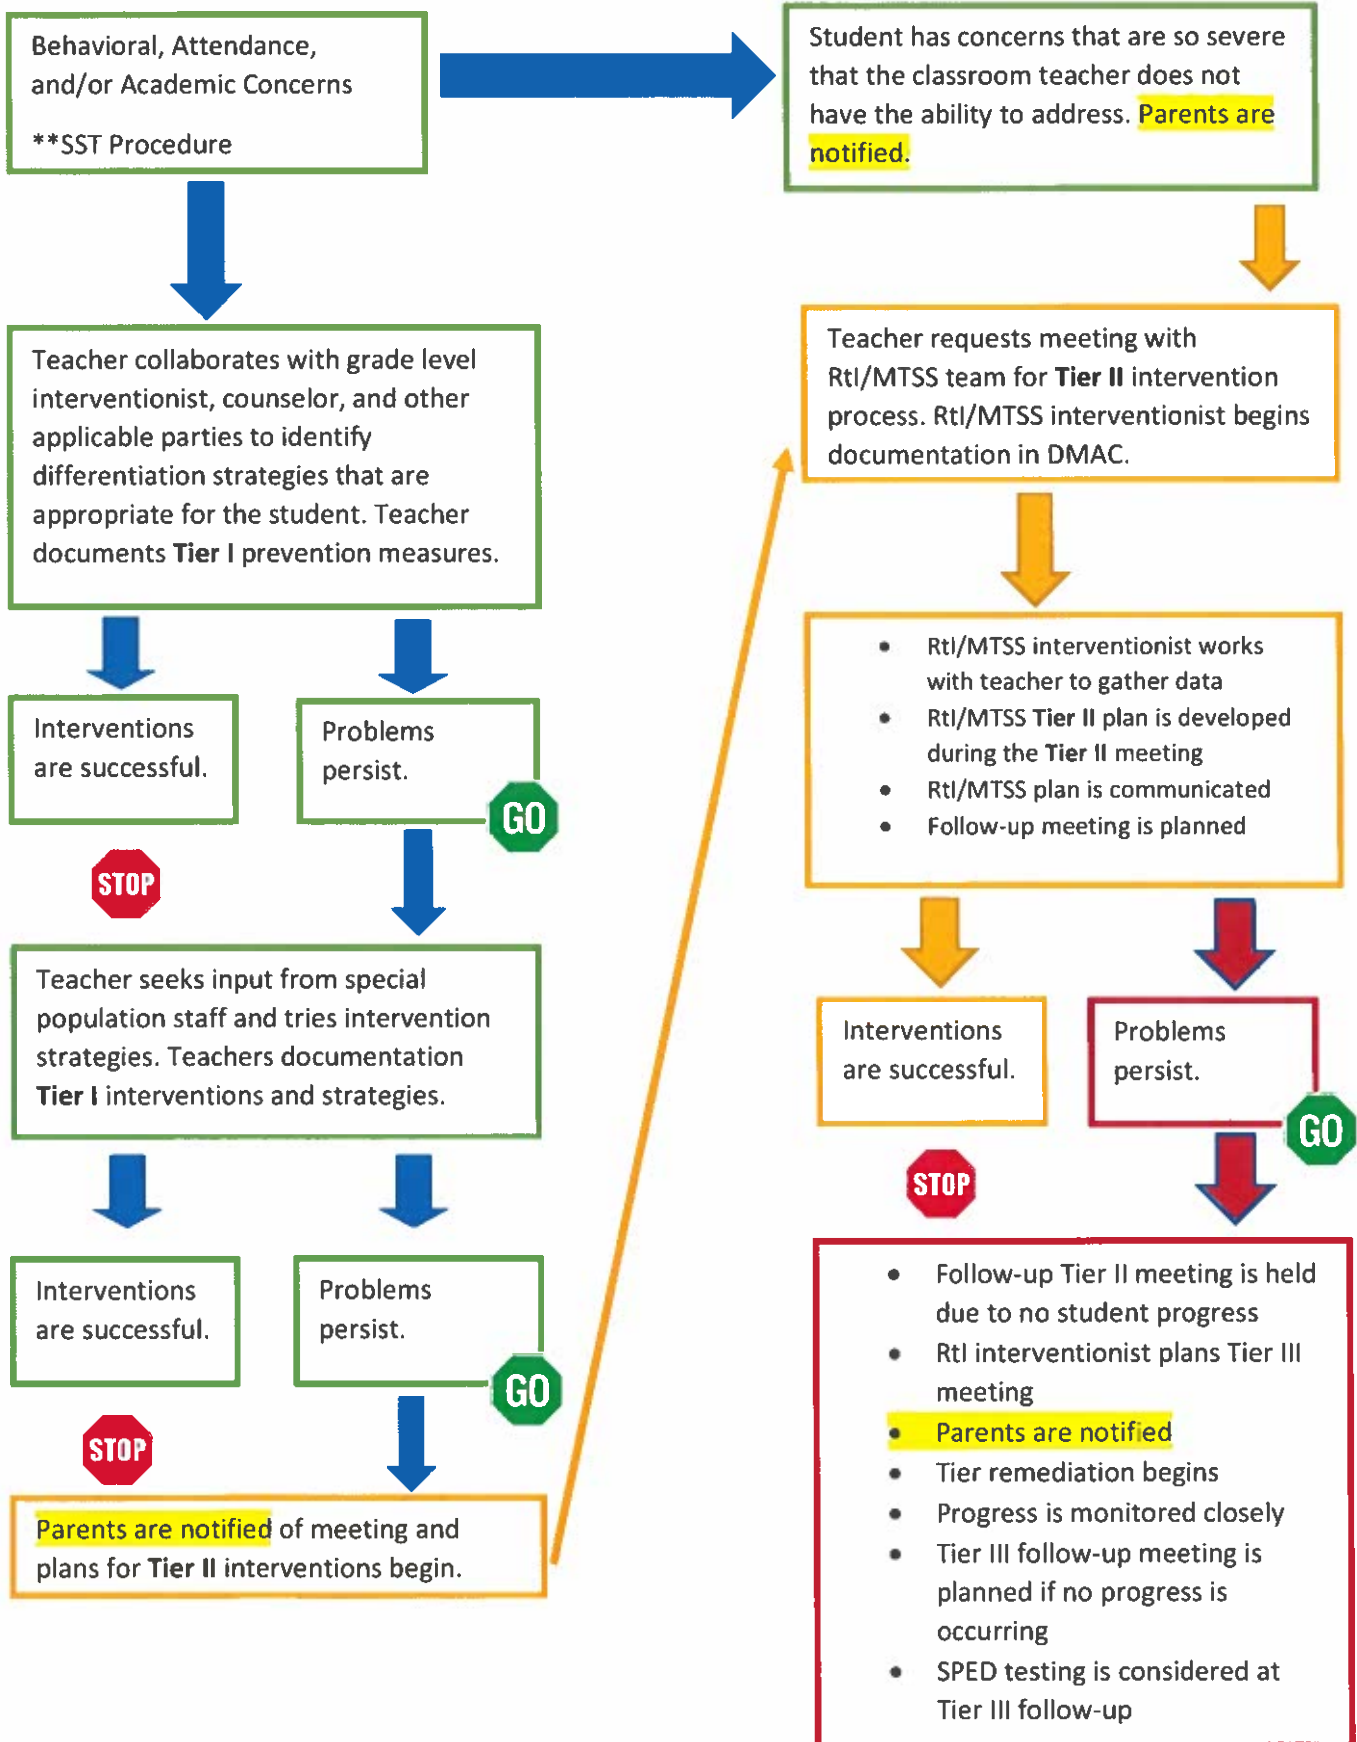 Behavioral, Attendance,
and/or Academic Concerns
**SST Procedure
Student has concerns that are so severe
that the classroom teacher does not
have the ability to address. Parents are
notified.
Teacher collaborates with grade level
interventionist, counselor, and other
applicable parties to identify
differentiation strategies that are
appropriate for the student. Teacher
documents Tier I prevention measures.
Interventions
are successful.
STOP
Problems
persist.
GO
Teacher seeks input from special
population staff and tries intervention
strategies. Teachers documentation
Tier I interventions and strategies.
Interventions
are successful.
STOP
Problems
persist.
GO
Parents are notified of meeting and
plans for Tier II interventions begin.
Teacher requests meeting with
RtI/MTSS team for Tier II intervention
process. RtI/MTSS interventionist begins
documentation in DMAC.
• RtI/MTSS interventionist works
with teacher to gather data
• RtI/MTSS Tier II plan is developed
during the Tier II meeting
• RtI/MTSS plan is communicated
• Follow-up meeting is planned
Interventions
are successful.
STOP
Problems
persist.
GO
• Follow-up Tier II meeting is held
due to no student progress
• RtI interventionist plans Tier III
meeting
• Parents are notified
• Tier remediation begins
• Progress is monitored closely
• Tier III follow-up meeting is
planned if no progress is
occurring
• SPED testing is considered at
Tier III follow-up